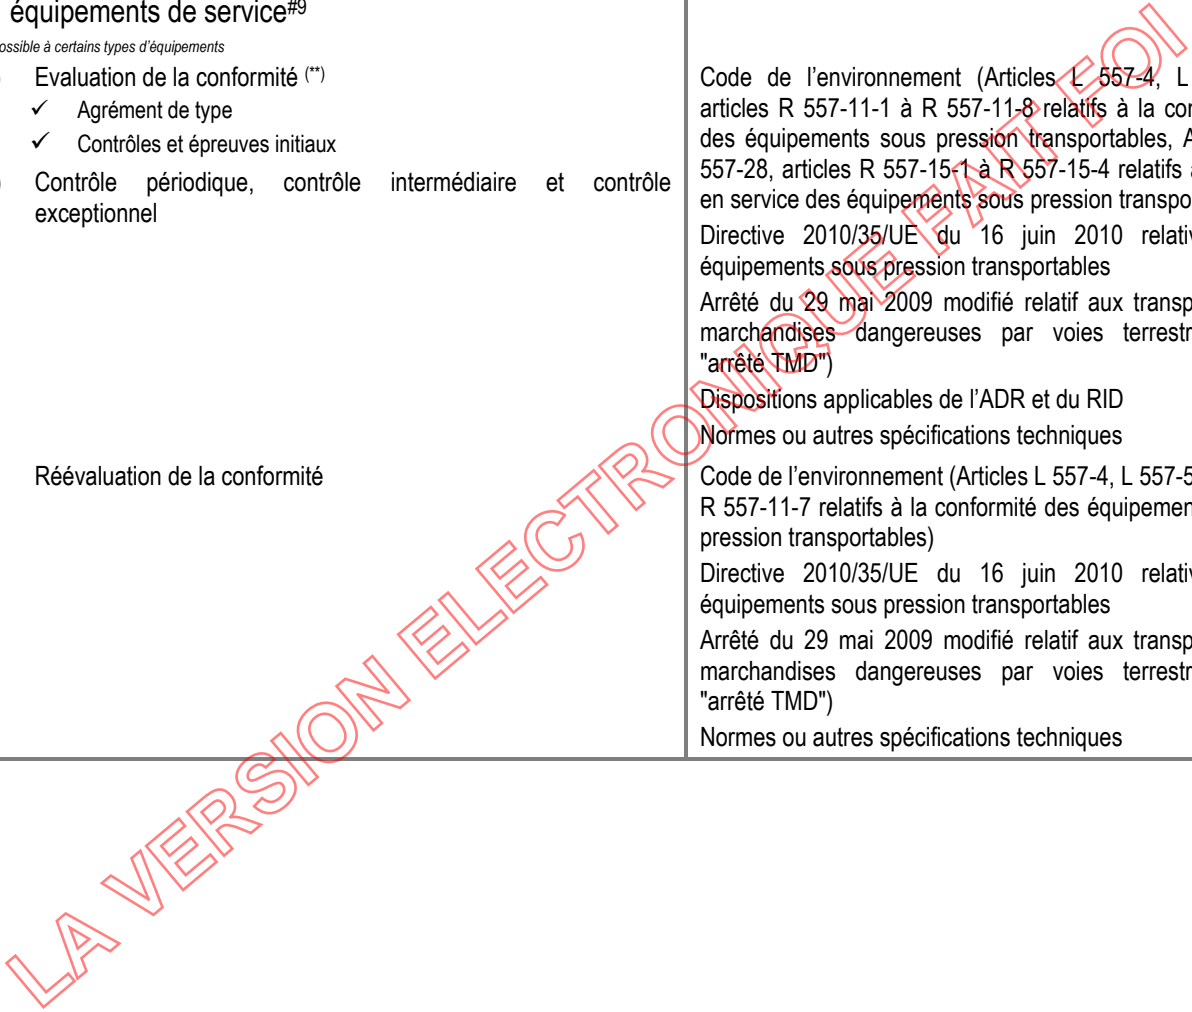 équipements de service#9
ossible à certains types d'équipements
Evaluation de la conformité (**)
✓ Agrément de type
✓ Contrôles et épreuves initiaux
Contrôle périodique, contrôle intermédiaire et contrôle
exceptionnel
Réévaluation de la conformité
Code de l'environnement (Articles L 557-4, L
articles R 557-11-1 à R 557-11-8 relatifs à la con
des équipements sous pression transportables, A
557-28, articles R 557-15-1 à R 557-15-4 relatifs a
en service des équipements sous pression transpo
Directive 2010/35/UE du 16 juin 2010 relativ
équipements sous pression transportables
Arrêté du 29 mai 2009 modifié relatif aux transp
marchandises dangereuses par voies terrestr
"arrêté TMD")
Dispositions applicables de l'ADR et du RID
Normes ou autres spécifications techniques
Code de l'environnement (Articles L 557-4, L 557-5
R 557-11-7 relatifs à la conformité des équipemen
pression transportables)
Directive 2010/35/UE du 16 juin 2010 relativ
équipements sous pression transportables
Arrêté du 29 mai 2009 modifié relatif aux transp
marchandises dangereuses par voies terrestr
"arrêté TMD")
Normes ou autres spécifications techniques
LA VERSION ELECTRONIQUE FAIT FOI